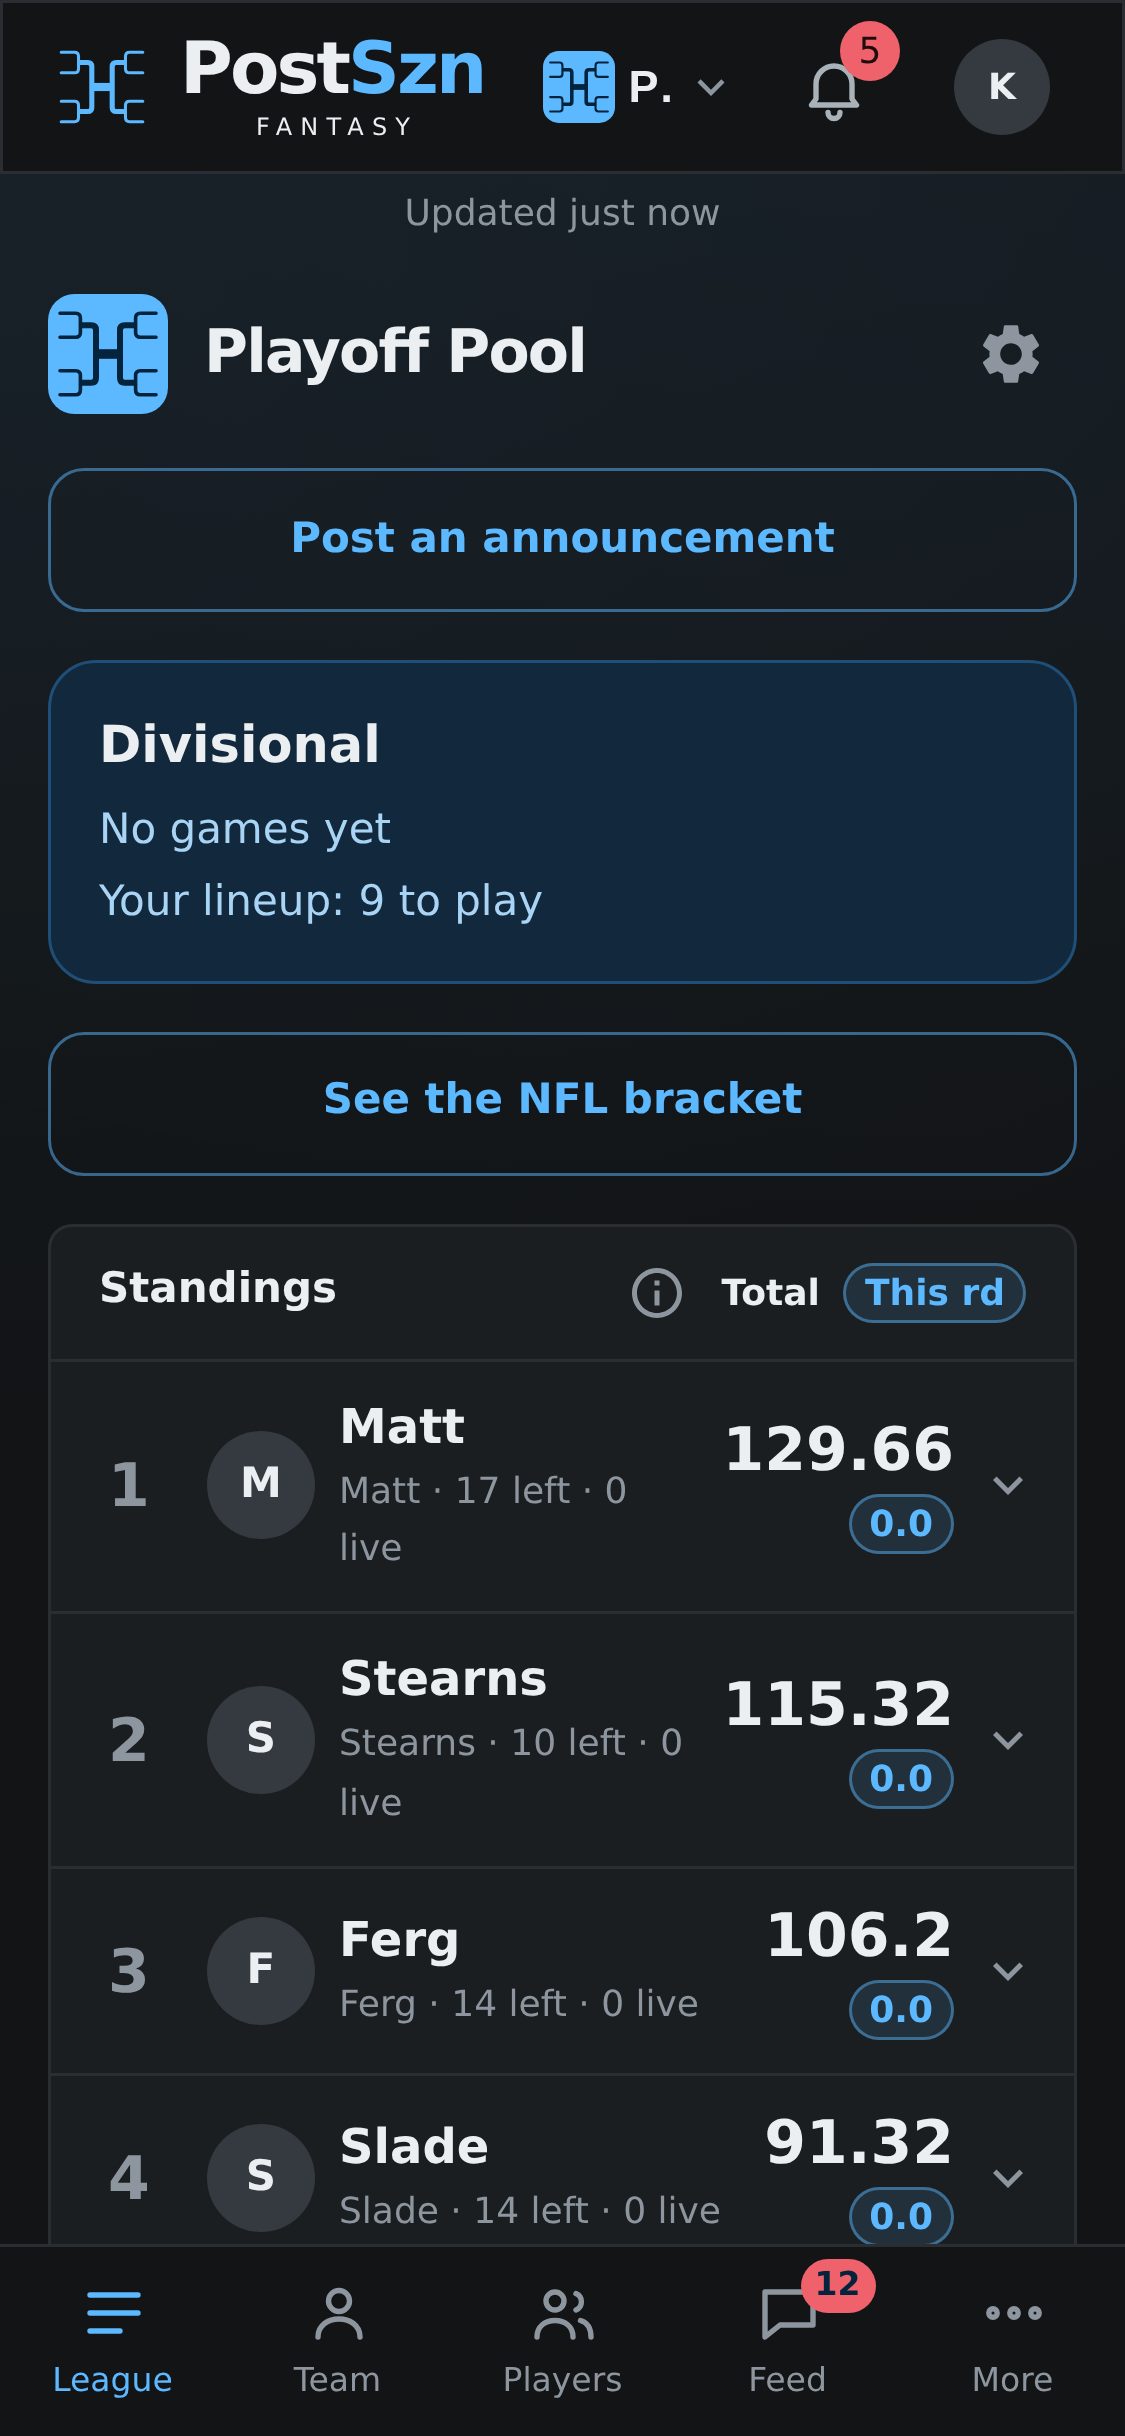 PostSzn
FANTASY
P.
5
K
Updated just now
Playoff Pool
Post an announcement
Divisional
No games yet
Your lineup: 9 to play
See the NFL bracket
Standings
Total
This rd
1
M
Matt
Matt · 17 left · 0
live
129.66
0.0
2
S
Stearns
Stearns · 10 left · 0
live
115.32
0.0
3
F
Ferg
Ferg · 14 left · 0 live
106.2
0.0
4
S
Slade
Slade · 14 left · 0 live
91.32
0.0
League
Team
Players
12
Feed
More